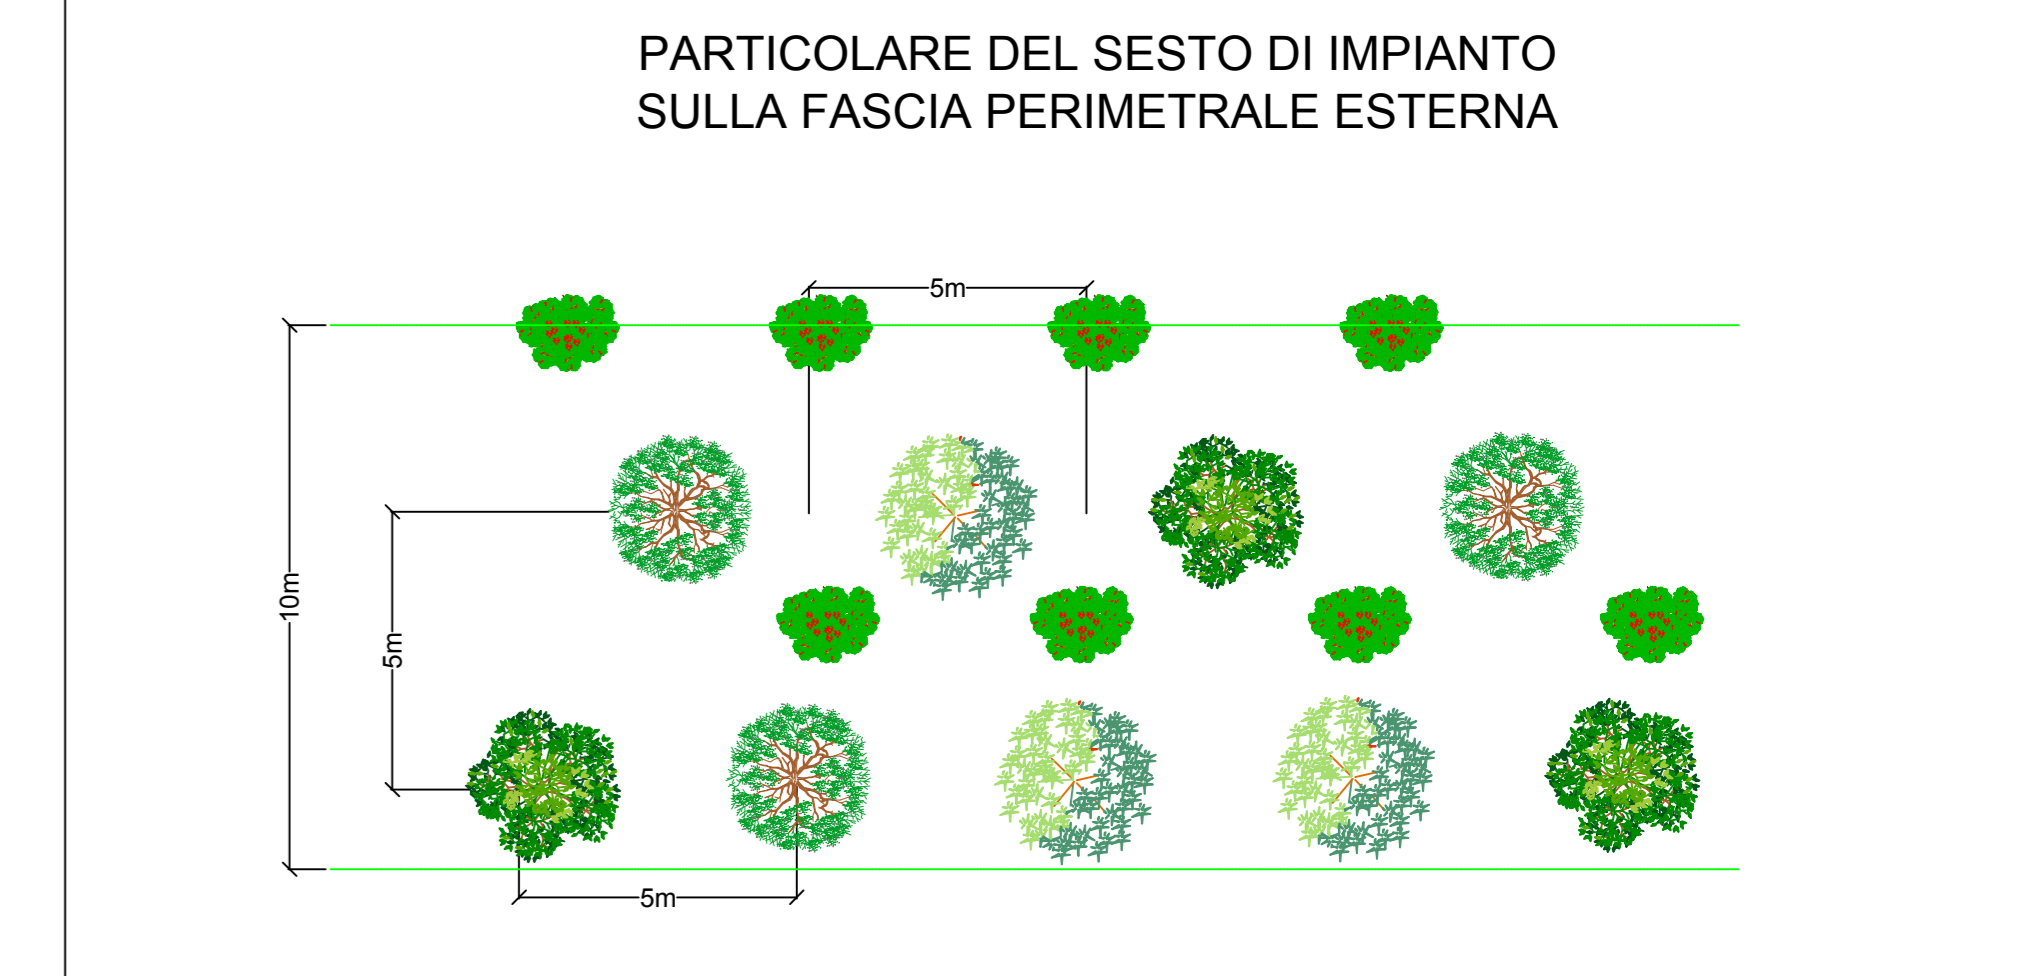 PARTICOLARE DEL SESTO DI IMPIANTO
SULLA FASCIA PERIMETRALE ESTERNA
5m
10m
5m
5m